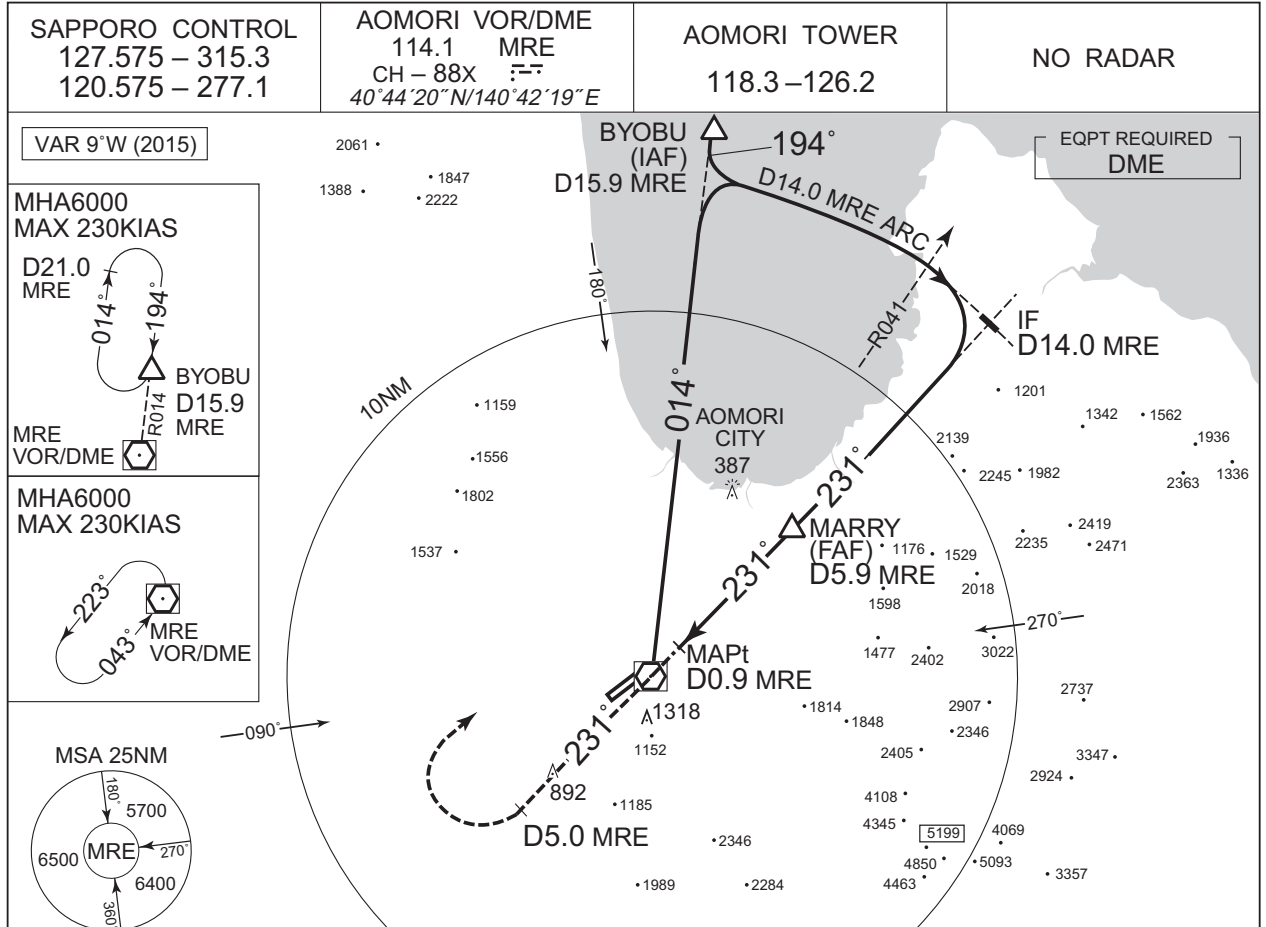 SAPPORO CONTROL
127.575 – 315.3
120.575 – 277.1
AOMORI VOR/DME
114.1 MRE
CH – 88X
40°44´20˝N/140°42´19˝E
AOMORI TOWER
118.3 –126.2
NO RADAR
VAR 9°W (2015)
EQPT REQUIRED
DME
MHA6000
MAX 230KIAS
D21.0
MRE
014°
194°
BYOBU
D15.9
MRE
R014
MRE
VOR/DME
MHA6000
MAX 230KIAS
223°
043°
MRE
VOR/DME
MSA 25NM
180°
5700
6500
MRE
270°
6400
360°
2061
1388
1847
2222
BYOBU
(IAF)
D15.9 MRE
194°
D14.0 MRE ARC
180°
R041
IF
D14.0 MRE
10NM
014°
AOMORI
CITY
387
1159
1556
1802
1537
1201
1342
1562
1936
1336
2363
2139
2245
1982
2419
2471
2235
231°
MARRY
(FAF)
D5.9 MRE
1176
1529
2018
1598
231°
270°
3022
1477
2402
MAPt
D0.9 MRE
1318
1152
1814
1848
2907
2346
2405
2737
3347
2924
090°
231°
892
1185
D5.0 MRE
4108
4345
5199
4069
4850
5093
4463
3357
2346
1989
2284